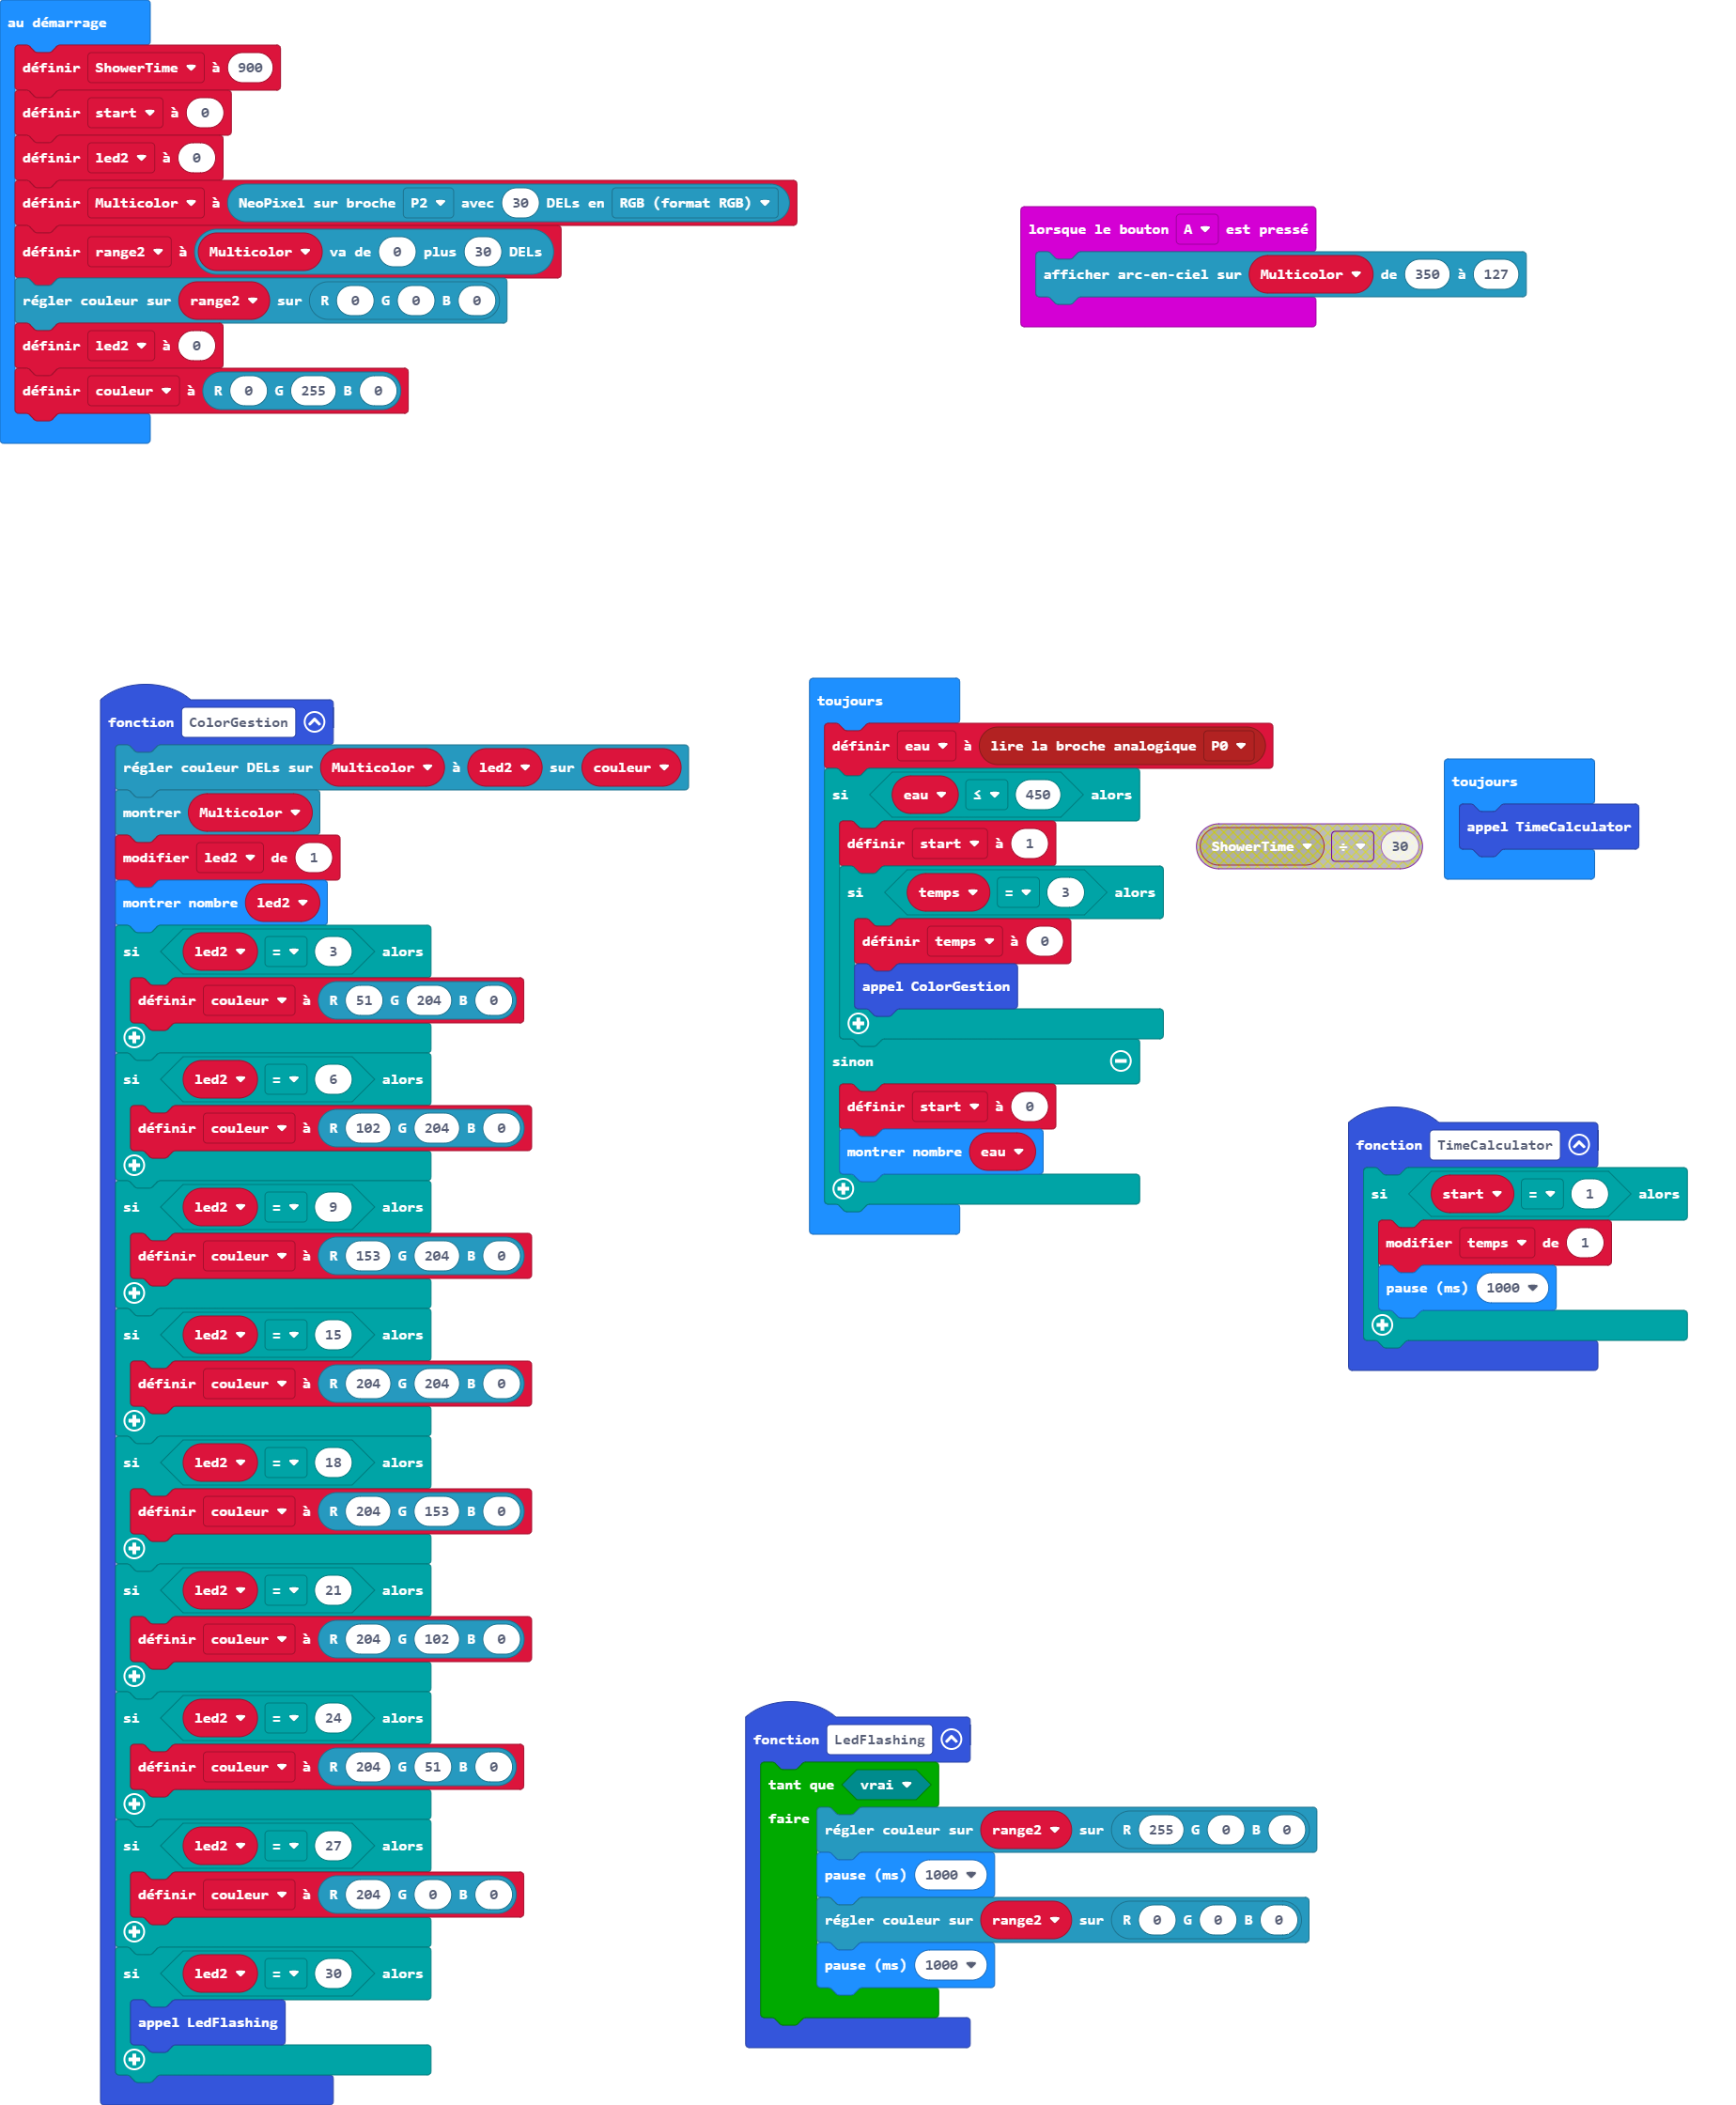 au démarrage
définir ShowerTime à 900
définir start à 0
définir led2 à 0
définir Multicolor à NeoPixel sur broche P2 avec 30 DELs en RGB (format RGB)
définir range2 à Multicolor va de 0 plus 30 DELs
régler couleur sur range2 sur R 0 G 0 B 0
définir led2 à 0
définir couleur à R 0 G 255 B 0
lorsque le bouton A est pressé
afficher arc-en-ciel sur Multicolor de 350 à 127
fonction ColorGestion
régler couleur DELs sur Multicolor à led2 sur couleur
montrer Multicolor
modifier led2 de 1
montrer nombre led2
si led2 = 3 alors
définir couleur à R 51 G 204 B 0
si led2 = 6 alors
définir couleur à R 102 G 204 B 0
si led2 = 9 alors
définir couleur à R 153 G 204 B 0
si led2 = 15 alors
définir couleur à R 204 G 204 B 0
si led2 = 18 alors
définir couleur à R 204 G 153 B 0
si led2 = 21 alors
définir couleur à R 204 G 102 B 0
si led2 = 24 alors
définir couleur à R 204 G 51 B 0
si led2 = 27 alors
définir couleur à R 204 G 0 B 0
si led2 = 30 alors
appel LedFlashing
toujours
définir eau à lire la broche analogique P0
si eau ≤ 450 alors
définir start à 1
si temps = 3 alors
définir temps à 0
appel ColorGestion
sinon
définir start à 0
montrer nombre eau
ShowerTime ÷ 30
toujours
appel TimeCalculator
fonction TimeCalculator
si start = 1 alors
modifier temps de 1
pause (ms) 1000
fonction LedFlashing
tant que vrai
faire
régler couleur sur range2 sur R 255 G 0 B 0
pause (ms) 1000
régler couleur sur range2 sur R 0 G 0 B 0
pause (ms) 1000